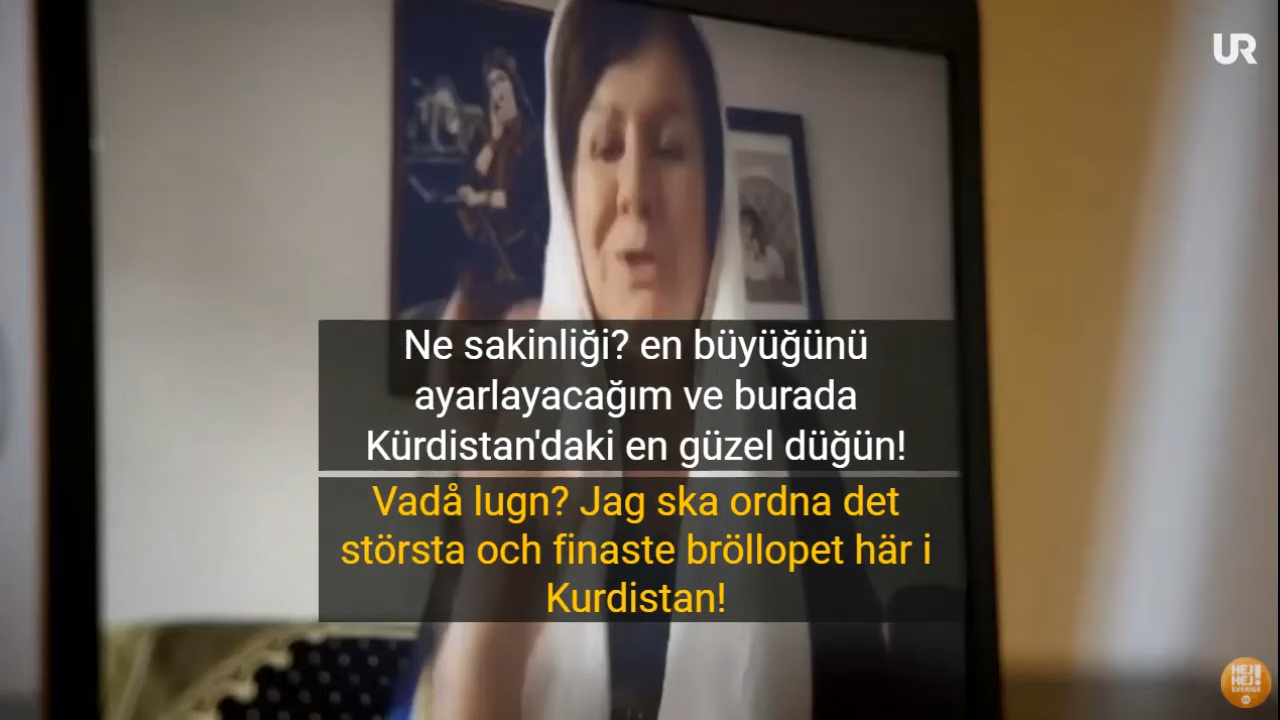 UR
Ne sakinliği? en büyüğünü
ayarlayacağım ve burada
Kürdistan'daki en güzel düğün!
Vadå lugn? Jag ska ordna det
största och finaste bröllopet här i
Kurdistan!
HEJ
HEJ!
SVERIGE